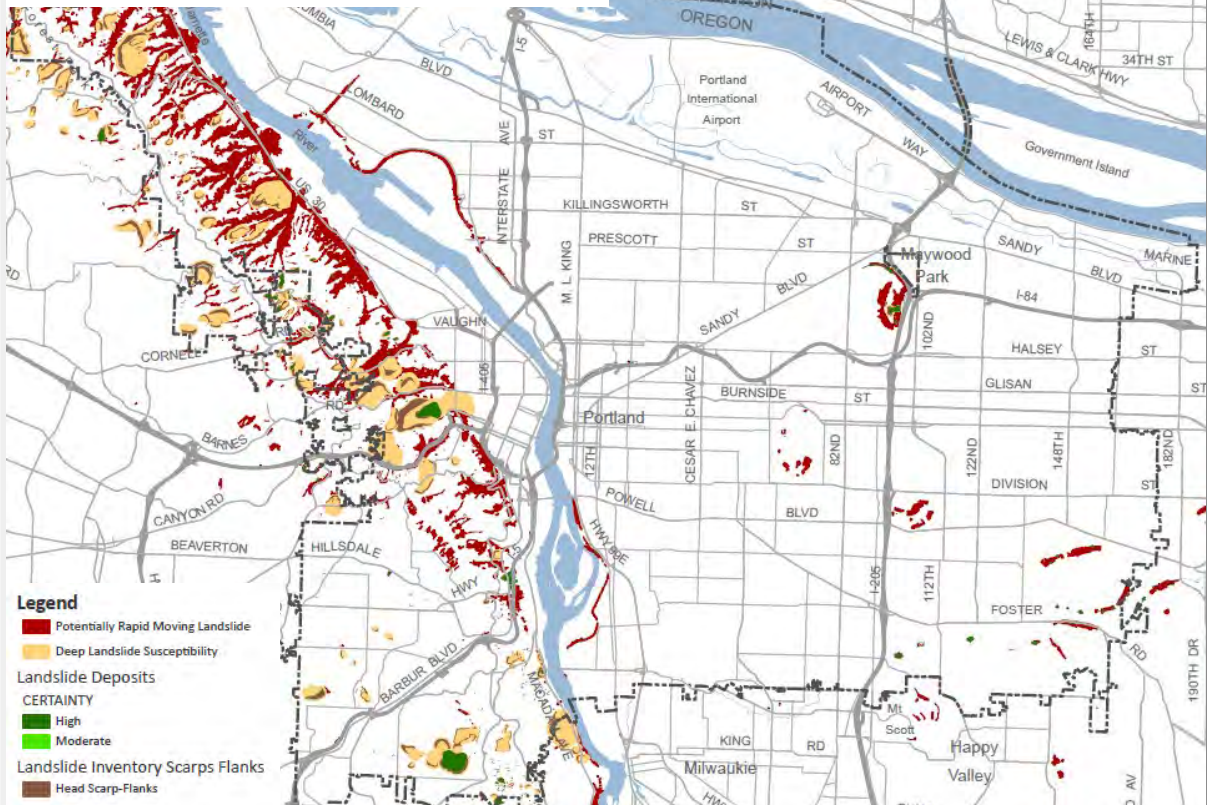 OREGON
LEWIS & CLARK HWY
164TH
34TH ST
BLVD
LOMBARD
I-5
Portland
International
Airport
AIRPORT
WAY
Government Island
River
AVE
ST
INTERSTATE
KILLINGSWORTH
ST
PRESCOTT
ST
M. L. KING
US 30
Maywood
Park
SANDY
BLVD
MARINE
I-84
RD
VAUGHN
SANDY
BLVD
102ND
HALSEY
ST
CORNELL
RD
I-405
GLISAN
ST
BURNSIDE
ST
RD
Portland
CESAR E. CHAVEZ
BARNES
12TH
82ND
122ND
148TH
182ND
DIVISION
ST
CANYON RD
POWELL
BLVD
BEAVERTON
HILLSDALE
HWY
HWY 99E
I-205
112TH
FOSTER
RD
190TH DR
BARBUR BLVD
MACADAM AVE
Mt
Scott
KING
RD
Happy
Valley
Milwaukie
AV
Legend
Potentially Rapid Moving Landslide
Deep Landslide Susceptibility
Landslide Deposits
CERTAINTY
High
Moderate
Landslide Inventory Scarps Flanks
Head Scarp-Flanks